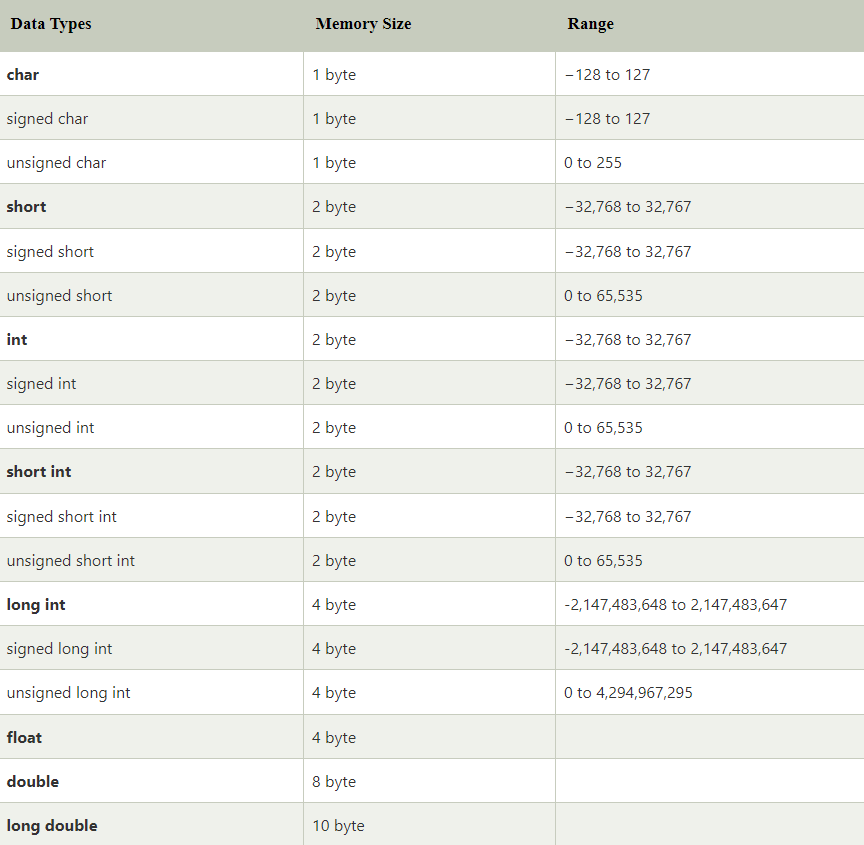 Data Types Memory Size Range
char 1 byte −128 to 127
signed char 1 byte −128 to 127
unsigned char 1 byte 0 to 255
short 2 byte −32,768 to 32,767
signed short 2 byte −32,768 to 32,767
unsigned short 2 byte 0 to 65,535
int 2 byte −32,768 to 32,767
signed int 2 byte −32,768 to 32,767
unsigned int 2 byte 0 to 65,535
short int 2 byte −32,768 to 32,767
signed short int 2 byte −32,768 to 32,767
unsigned short int 2 byte 0 to 65,535
long int 4 byte -2,147,483,648 to 2,147,483,647
signed long int 4 byte -2,147,483,648 to 2,147,483,647
unsigned long int 4 byte 0 to 4,294,967,295
float 4 byte
double 8 byte
long double 10 byte